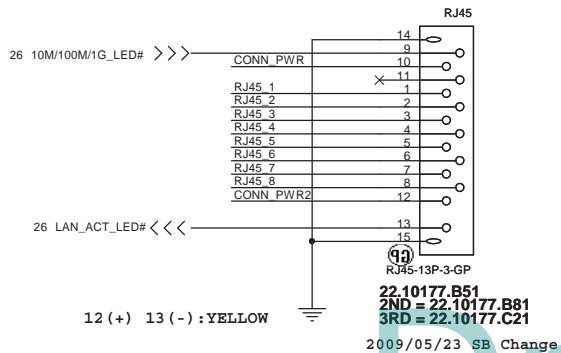 RJ45
14
26 10M/100M/1G_LED# 9
CONN_PWR 10
11
RJ45_1 1
RJ45_2 2
RJ45_3 3
RJ45_4 4
RJ45_5 5
RJ45_6 6
RJ45_7 7
RJ45_8 8
CONN_PWR2 12
26 LAN_ACT_LED# 13
15
GP
RJ45-13P-3-GP
22.10177.B51
2ND = 22.10177.B81
3RD = 22.10177.C21
12(+) 13(-):YELLOW
2009/05/23 SB Change